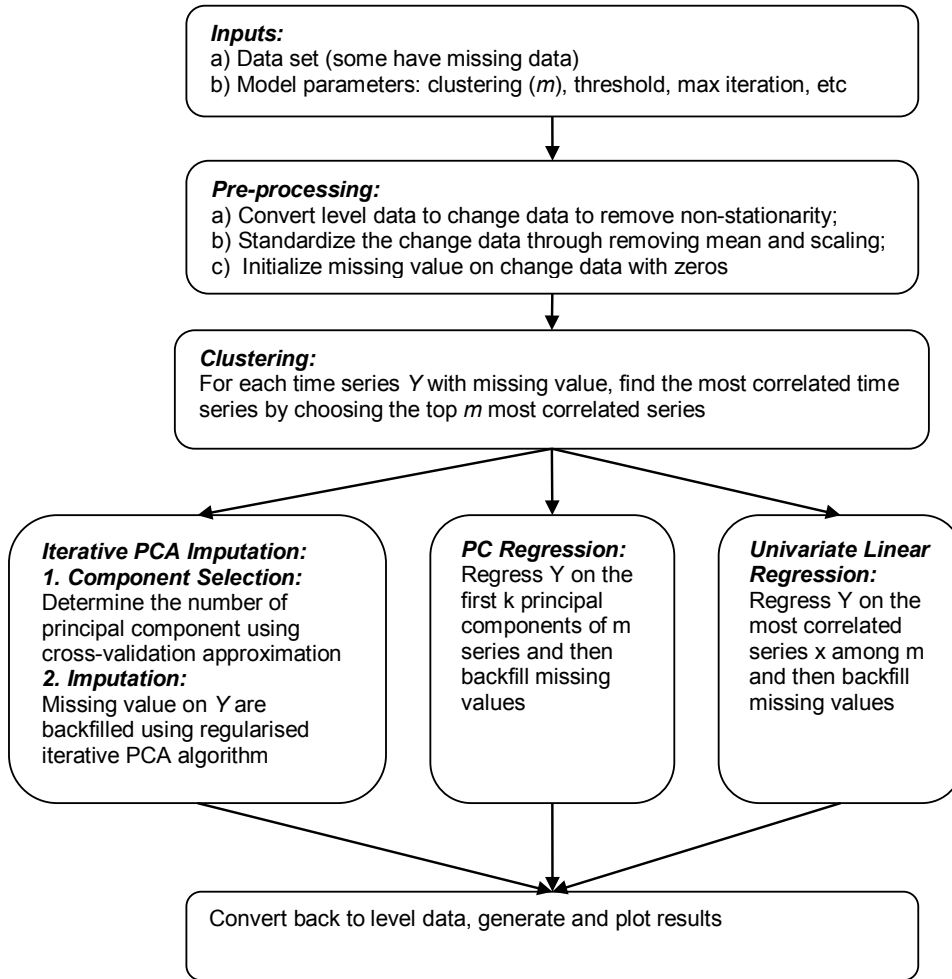 Inputs:
a) Data set (some have missing data)
b) Model parameters: clustering (m), threshold, max iteration, etc
Pre-processing:
a) Convert level data to change data to remove non-stationarity;
b) Standardize the change data through removing mean and scaling;
c) Initialize missing value on change data with zeros
Clustering:
For each time series Y with missing value, find the most correlated time
series by choosing the top m most correlated series
Iterative PCA Imputation:
1. Component Selection:
Determine the number of
principal component using
cross-validation approximation
2. Imputation:
Missing value on Y are
backfilled using regularised
iterative PCA algorithm
PC Regression:
Regress Y on the
first k principal
components of m
series and then
backfill missing
values
Univariate Linear
Regression:
Regress Y on the
most correlated
series x among m
and then backfill
missing values
Convert back to level data, generate and plot results